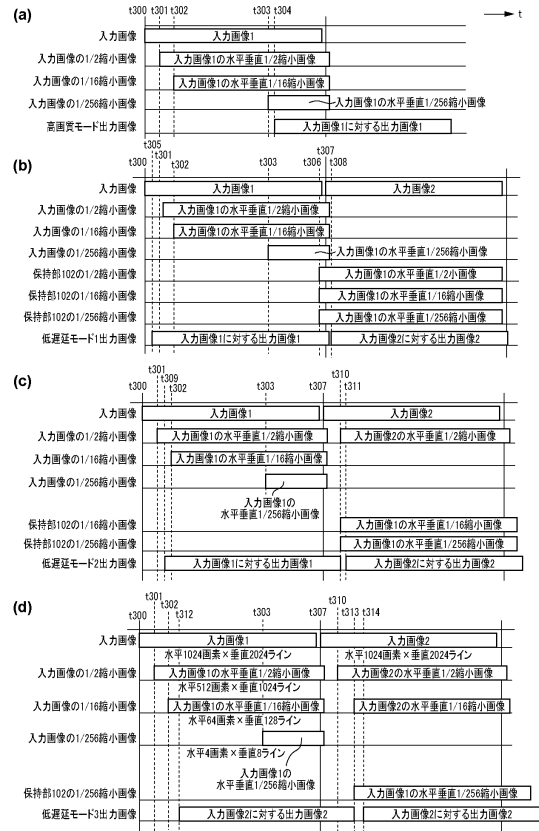 (a)
t300 t301 t302 t303 t304 t
入力画像 入力画像1
入力画像の1/2縮小画像 入力画像1の水平垂直1/2縮小画像
入力画像の1/16縮小画像 入力画像1の水平垂直1/16縮小画像
入力画像の1/256縮小画像 入力画像1の水平垂直1/256縮小画像
高画質モード出力画像 入力画像1に対する出力画像1
(b)
t305 t307
t300 t301 t302 t303 t306 t308
入力画像 入力画像1 入力画像2
入力画像の1/2縮小画像 入力画像1の水平垂直1/2縮小画像
入力画像の1/16縮小画像 入力画像1の水平垂直1/16縮小画像
入力画像の1/256縮小画像 入力画像1の水平垂直1/256縮小画像
保持部102の1/2縮小画像 入力画像1の水平垂直1/2小画像
保持部102の1/16縮小画像 入力画像1の水平垂直1/16縮小画像
保持部102の1/256縮小画像 入力画像1の水平垂直1/256縮小画像
低遅延モード1出力画像 入力画像1に対する出力画像1 入力画像2に対する出力画像2
(c)
t301 t310
t309
t300 t302 t303 t307 t311
入力画像 入力画像1 入力画像2
入力画像の1/2縮小画像 入力画像1の水平垂直1/2縮小画像 入力画像2の水平垂直1/2縮小画像
入力画像の1/16縮小画像 入力画像1の水平垂直1/16縮小画像
入力画像の1/256縮小画像
入力画像1の
水平垂直1/256縮小画像
保持部102の1/16縮小画像 入力画像1の水平垂直1/16縮小画像
保持部102の1/256縮小画像 入力画像1の水平垂直1/256縮小画像
低遅延モード2出力画像 入力画像1に対する出力画像1 入力画像2に対する出力画像2
(d)
t301 t310
t302
t300 t312 t303 t307 t313 t314
入力画像 入力画像1 入力画像2
水平1024画素×垂直2024ライン 水平1024画素×垂直2024ライン
入力画像の1/2縮小画像 入力画像1の水平垂直1/2縮小画像 入力画像2の水平垂直1/2縮小画像
水平512画素×垂直1024ライン
入力画像の1/16縮小画像 入力画像1の水平垂直1/16縮小画像 入力画像2の水平垂直1/16縮小画像
水平64画素×垂直128ライン
入力画像の1/256縮小画像
水平4画素×垂直8ライン
入力画像1の
水平垂直1/256縮小画像
保持部102の1/256縮小画像 入力画像1の水平垂直1/256縮小画像
低遅延モード3出力画像 入力画像2に対する出力画像2 入力画像2に対する出力画像2